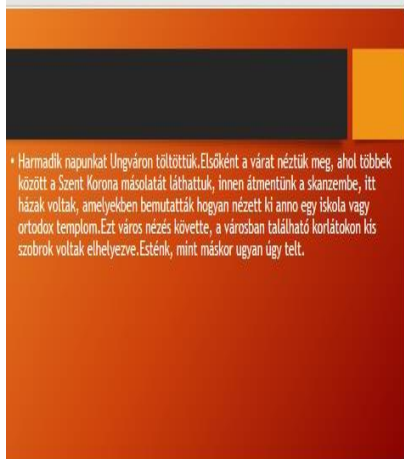 • Harmadik napunkat Ungváron töltöttük.Elsőként a várat néztük meg, ahol többek
között a Szent Korona másolatát láthattuk, innen átmentünk a skanzembe, itt
házak voltak, amelyekben bemutatták hogyan nézett ki anno egy iskola vagy
ortodox templom.Ezt város nézés követte, a városban található korlátokon kis
szobrok voltak elhelyezve.Esténk, mint máskor ugyan úgy telt.